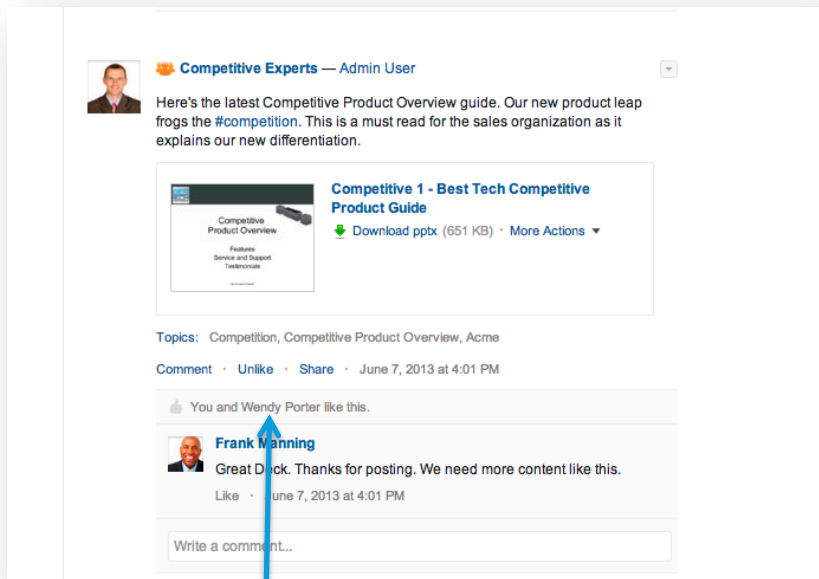 Competitive Experts — Admin User
Here's the latest Competitive Product Overview guide. Our new product leap
frogs the #competition. This is a must read for the sales organization as it
explains our new differentiation.
Competitive
Product Overview
Features
Service and Support
Testimonials
Competitive 1 - Best Tech Competitive
Product Guide
Download pptx (651 KB) · More Actions
Topics: Competition, Competitive Product Overview, Acme
Comment · Unlike · Share · June 7, 2013 at 4:01 PM
You and Wendy Porter like this.
Frank Manning
Great Deck. Thanks for posting. We need more content like this.
Like · June 7, 2013 at 4:01 PM
Write a comment...